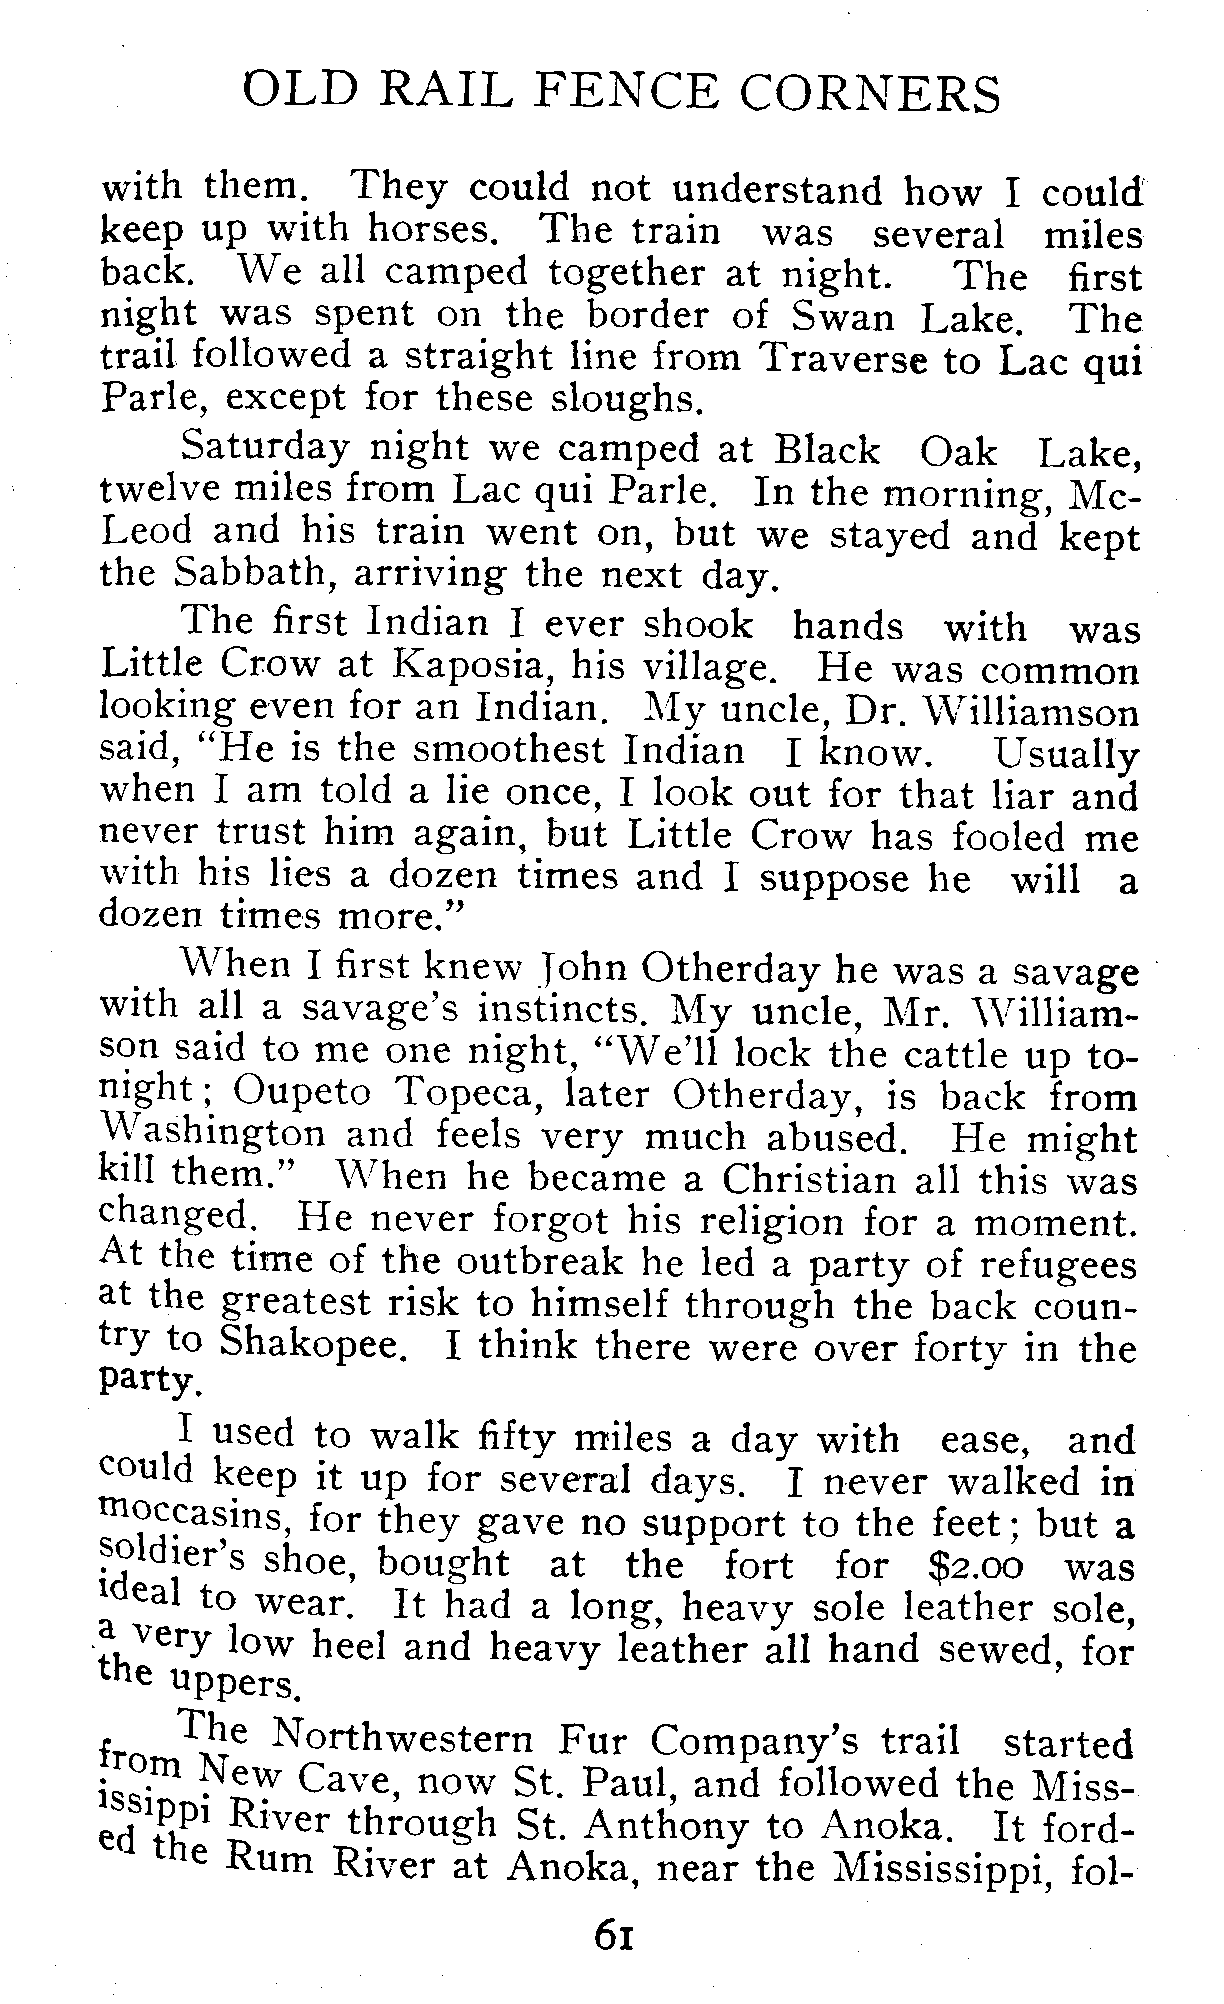 OLD RAIL FENCE CORNERS
with them. They could not understand how I could
keep up with horses. The train was several miles
back. We all camped together at night. The first
night was spent on the border of Swan Lake. The
trail followed a straight line from Traverse to Lac qui
Parle, except for these sloughs.
Saturday night we camped at Black Oak Lake,
twelve miles from Lac qui Parle. In the morning, Mc-
Leod and his train went on, but we stayed and kept
the Sabbath, arriving the next day.
The first Indian I ever shook hands with was
Little Crow at Kaposia, his village. He was common
looking even for an Indian. My uncle, Dr. Williamson
said, “He is the smoothest Indian I know. Usually
when I am told a lie once, I look out for that liar and
never trust him again, but Little Crow has fooled me
with his lies a dozen times and I suppose he will a
dozen times more.”
When I first knew John Otherday he was a savage
with all a savage’s instincts. My uncle, Mr. William-
son said to me one night, “We’ll lock the cattle up to-
night; Oupeto Topeca, later Otherday, is back from
Washington and feels very much abused. He might
kill them.” When he became a Christian all this was
changed. He never forgot his religion for a moment.
At the time of the outbreak he led a party of refugees
at the greatest risk to himself through the back coun-
try to Shakopee. I think there were over forty in the
party.
I used to walk fifty miles a day with ease, and
could keep it up for several days. I never walked in
moccasins, for they gave no support to the feet; but a
soldier’s shoe, bought at the fort for $2.00 was
ideal to wear. It had a long, heavy sole leather sole,
a very low heel and heavy leather all hand sewed, for
the uppers.
The Northwestern Fur Company’s trail started
from New Cave, now St. Paul, and followed the Miss-
issippi River through St. Anthony to Anoka. It ford-
ed the Rum River at Anoka, near the Mississippi, fol-
61